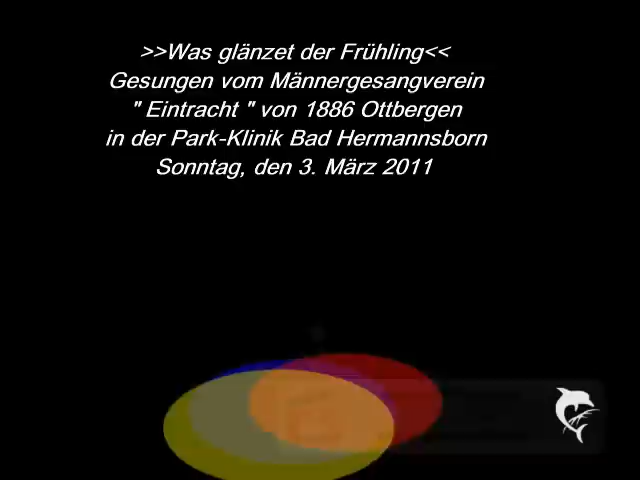 >>Was glänzet der Frühling<<
Gesungen vom Männergesangverein
" Eintracht " von 1886 Ottbergen
in der Park-Klinik Bad Hermannsborn
Sonntag, den 3. März 2011